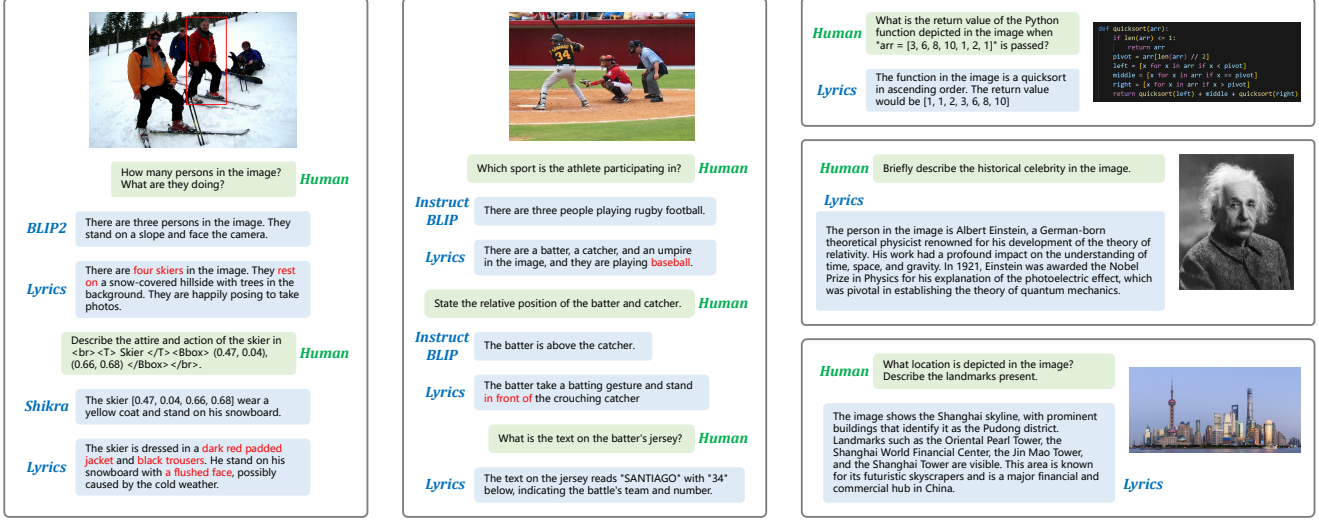 How many persons in the image?
What are they doing?
Human
BLIP2
There are three persons in the image. They
stand on a slope and face the camera.
Lyrics
There are four skiers in the image. They rest
on a snow-covered hillside with trees in the
background. They are happily posing to take
photos.
Describe the attire and action of the skier in
<br><T> Skier </T><Bbox> (0.47, 0.04),
(0.66, 0.68) </Bbox></br>.
Human
Shikra
The skier [0.47, 0.04, 0.66, 0.68] wear a
yellow coat and stand on his snowboard.
Lyrics
The skier is dressed in a dark red padded
jacket and black trousers. He stand on his
snowboard with a flushed face, possibly
caused by the cold weather.
34
Which sport is the athlete participating in?
Human
Instruct
BLIP
There are three people playing rugby football.
Lyrics
There are a batter, a catcher, and an umpire
in the image, and they are playing baseball.
State the relative position of the batter and catcher.
Human
Instruct
BLIP
The batter is above the catcher.
Lyrics
The batter take a batting gesture and stand
in front of the crouching catcher
What is the text on the batter's jersey?
Human
Lyrics
The text on the jersey reads "SANTIAGO" with "34"
below, indicating the battle's team and number.
Human
What is the return value of the Python
function depicted in the image when
"arr = [3, 6, 8, 10, 1, 2, 1]" is passed?
Lyrics
The function in the image is a quicksort
in ascending order. The return value
would be [1, 1, 2, 3, 6, 8, 10]
def quicksort(arr):
if len(arr) <= 1:
return arr
pivot = arr[len(arr) // 2]
left = [x for x in arr if x < pivot]
middle = [x for x in arr if x == pivot]
right = [x for x in arr if x > pivot]
return quicksort(left) + middle + quicksort(right)
Human
Briefly describe the historical celebrity in the image.
Lyrics
The person in the image is Albert Einstein, a German-born
theoretical physicist renowned for his development of the theory of
relativity. His work had a profound impact on the understanding of
time, space, and gravity. In 1921, Einstein was awarded the Nobel
Prize in Physics for his explanation of the photoelectric effect, which
was pivotal in establishing the theory of quantum mechanics.
Human
What location is depicted in the image?
Describe the landmarks present.
The image shows the Shanghai skyline, with prominent
buildings that identify it as the Pudong district.
Landmarks such as the Oriental Pearl Tower, the
Shanghai World Financial Center, the Jin Mao Tower,
and the Shanghai Tower are visible. This area is known
for its futuristic skyscrapers and is a major financial and
commercial hub in China.
Lyrics